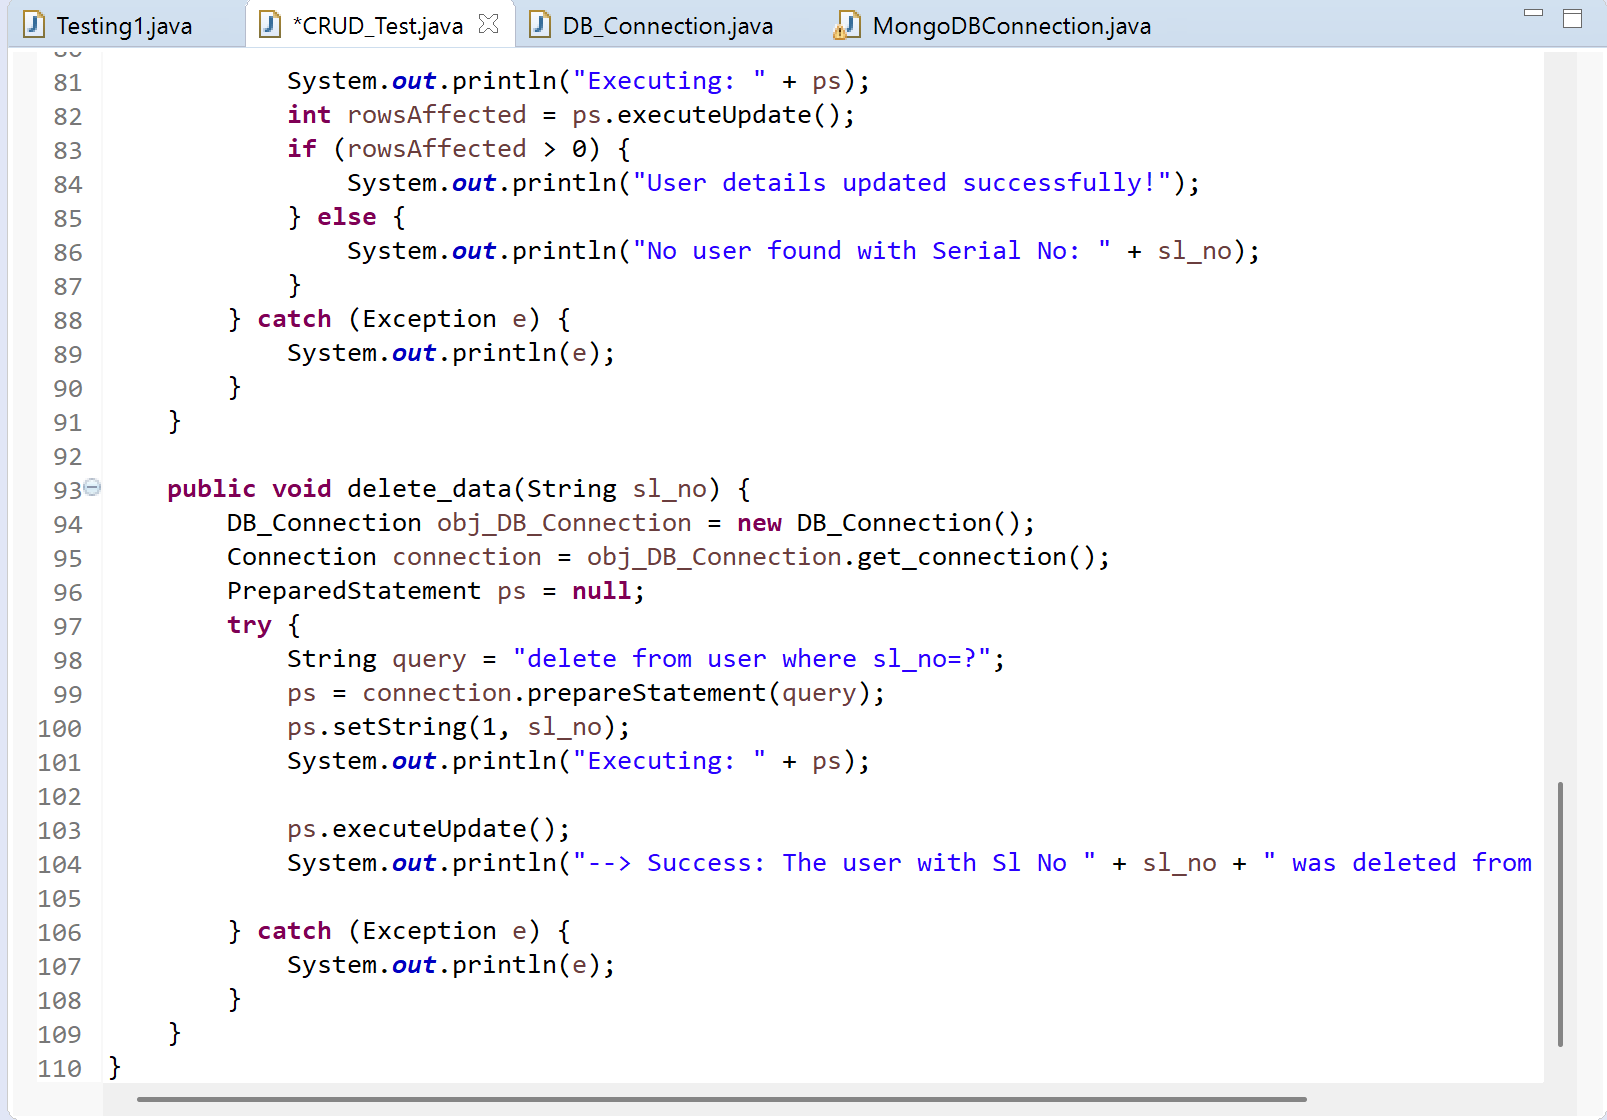 Testing1.java *CRUD_Test.java DB_Connection.java MongoDBConnection.java
81 System.out.println("Executing: " + ps);
82 int rowsAffected = ps.executeUpdate();
83 if (rowsAffected > 0) {
84 System.out.println("User details updated successfully!");
85 } else {
86 System.out.println("No user found with Serial No: " + sl_no);
87 }
88 } catch (Exception e) {
89 System.out.println(e);
90 }
91 }
92
93 public void delete_data(String sl_no) {
94 DB_Connection obj_DB_Connection = new DB_Connection();
95 Connection connection = obj_DB_Connection.get_connection();
96 PreparedStatement ps = null;
97 try {
98 String query = "delete from user where sl_no=?";
99 ps = connection.prepareStatement(query);
100 ps.setString(1, sl_no);
101 System.out.println("Executing: " + ps);
102
103 ps.executeUpdate();
104 System.out.println("--> Success: The user with Sl No " + sl_no + " was deleted from
105
106 } catch (Exception e) {
107 System.out.println(e);
108 }
109 }
110 }